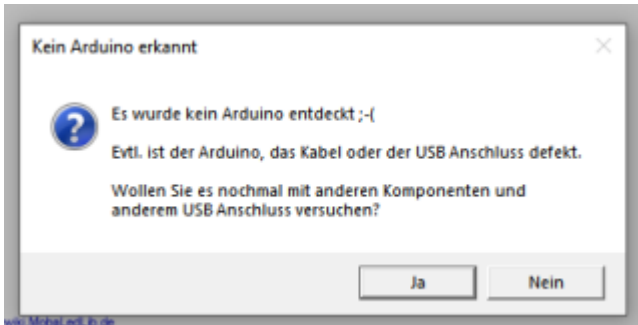 Kein Arduino erkannt
Es wurde kein Arduino entdeckt ;-(
Evtl. ist der Arduino, das Kabel oder der USB Anschluss defekt.
Wollen Sie es nochmal mit anderen Komponenten und
anderem USB Anschluss versuchen?
Ja
Nein